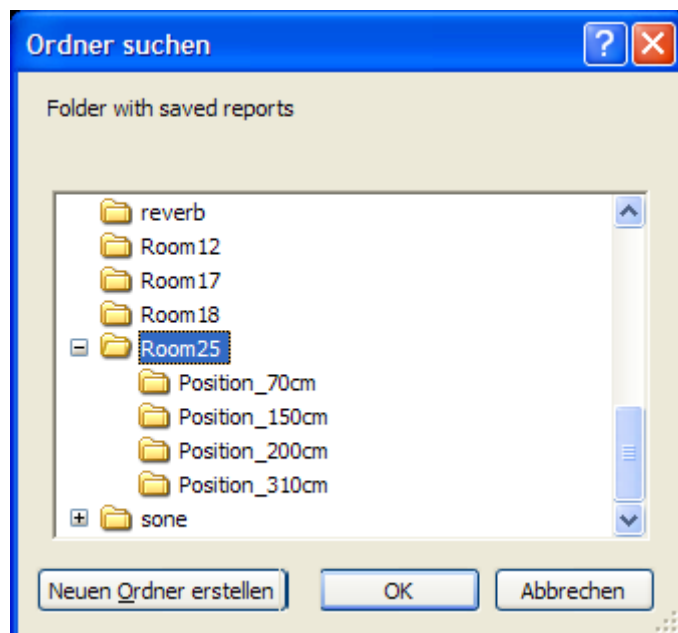 Ordner suchen
Folder with saved reports
reverb
Room12
Room17
Room18
Room25
Position_70cm
Position_150cm
Position_200cm
Position_310cm
sone
Neuen Ordner erstellen OK Abbrechen